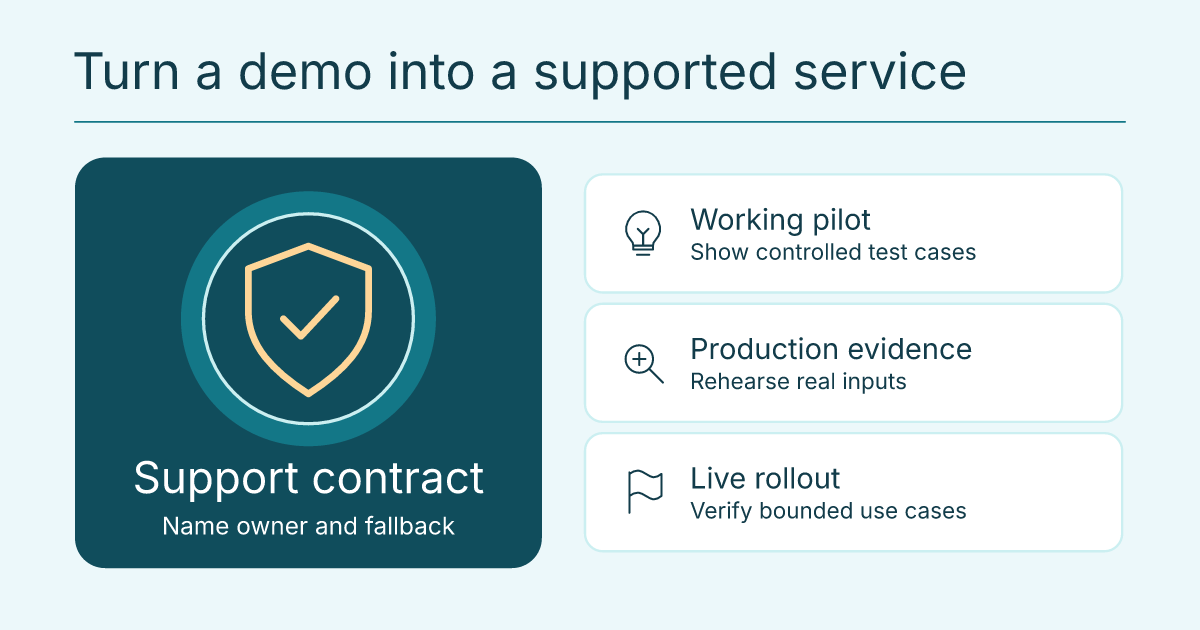 Turn a demo into a supported service
Support contract
Name owner and fallback
Working pilot
Show controlled test cases
Production evidence
Rehearse real inputs
Live rollout
Verify bounded use cases